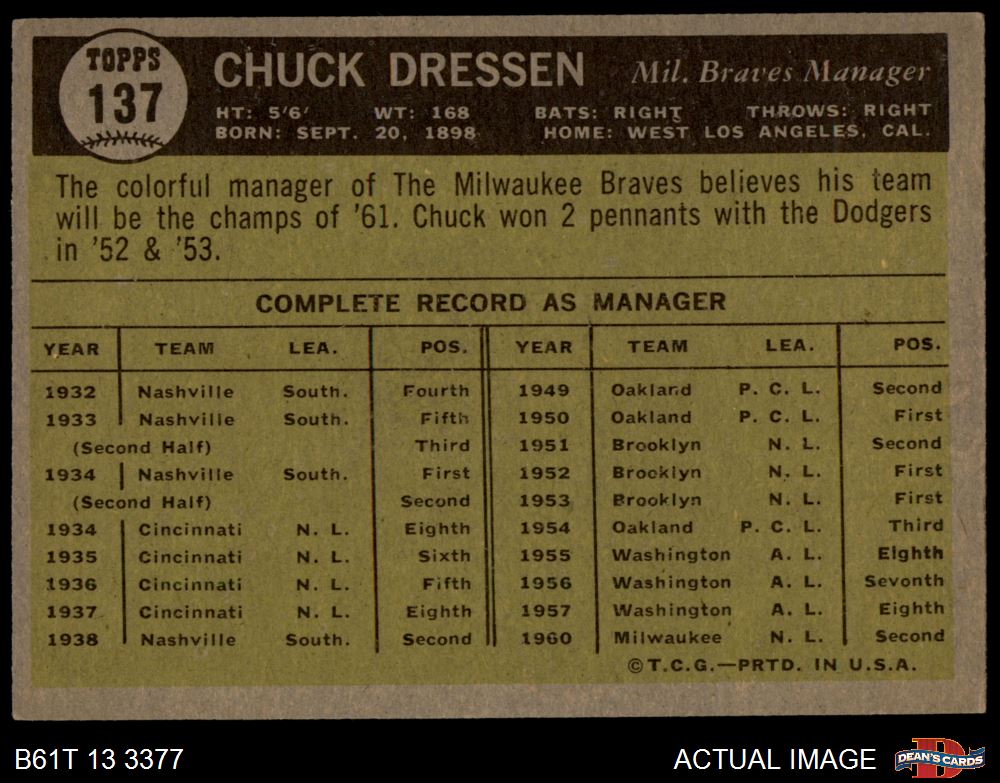 TOPPS
137
CHUCK DRESSEN Mil. Braves Manager
HT: 5'6' WT: 168 BATS: RIGHT THROWS: RIGHT
BORN: SEPT. 20, 1898 HOME: WEST LOS ANGELES, CAL.
The colorful manager of The Milwaukee Braves believes his team
will be the champs of '61. Chuck won 2 pennants with the Dodgers
in '52 & '53.
COMPLETE RECORD AS MANAGER
YEAR TEAM LEA. POS. YEAR TEAM LEA. POS.
1932 Nashville South. Fourth 1949 Oakland P. C. L. Second
1933 Nashville South. Fifth 1950 Oakland P. C. L. First
(Second Half) Third 1951 Brooklyn N. L. Second
1934 Nashville South. First 1952 Brooklyn N. L. First
(Second Half) Second 1953 Brooklyn N. L. First
1934 Cincinnati N. L. Eighth 1954 Oakland P. C. L. Third
1935 Cincinnati N. L. Sixth 1955 Washington A. L. Eighth
1936 Cincinnati N. L. Fifth 1956 Washington A. L. Sevonth
1937 Cincinnati N. L. Eighth 1957 Washington A. L. Eighth
1938 Nashville South. Second 1960 Milwaukee N. L. Second
©T.C.G.—PRTD. IN U.S.A.
B61T 13 3377 ACTUAL IMAGE D DEAN'S CARDS